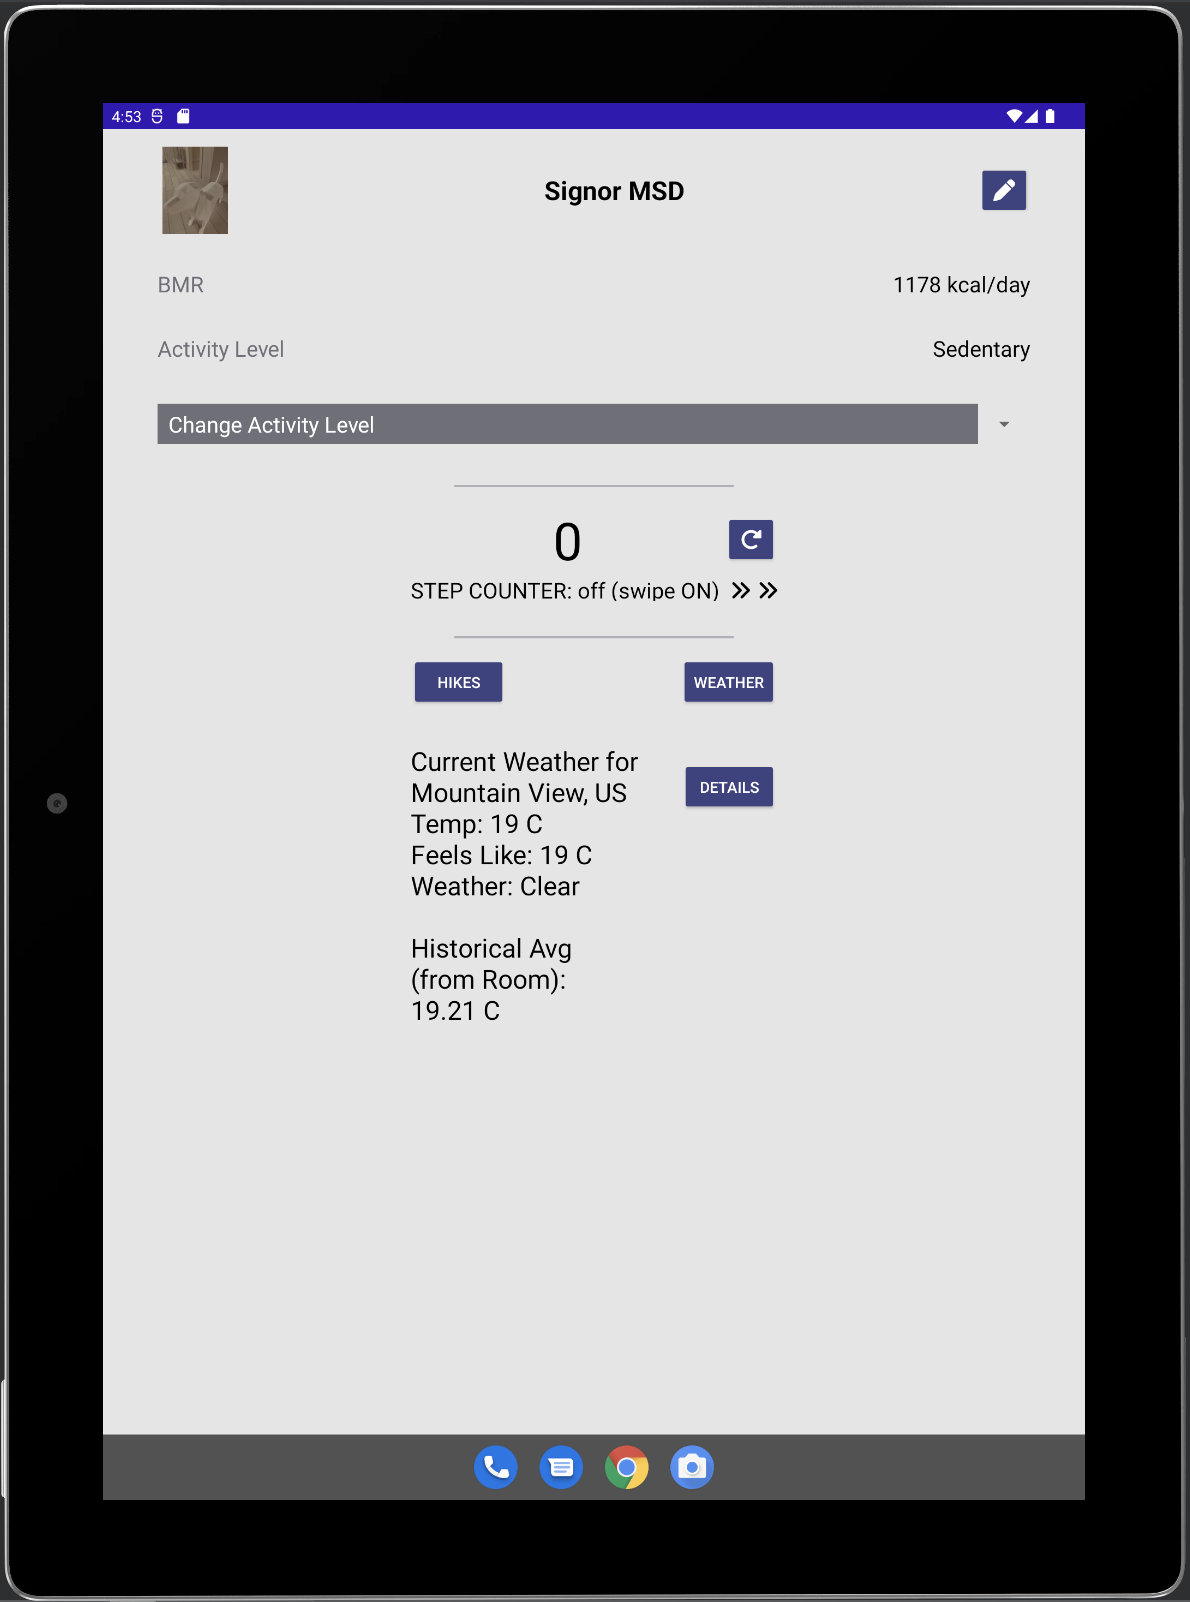 4:53
Signor MSD
BMR
1178 kcal/day
Activity Level
Sedentary
Change Activity Level
0
STEP COUNTER: off (swipe ON)
HIKES
WEATHER
Current Weather for
Mountain View, US
Temp: 19 C
Feels Like: 19 C
Weather: Clear
DETAILS
Historical Avg
(from Room):
19.21 C